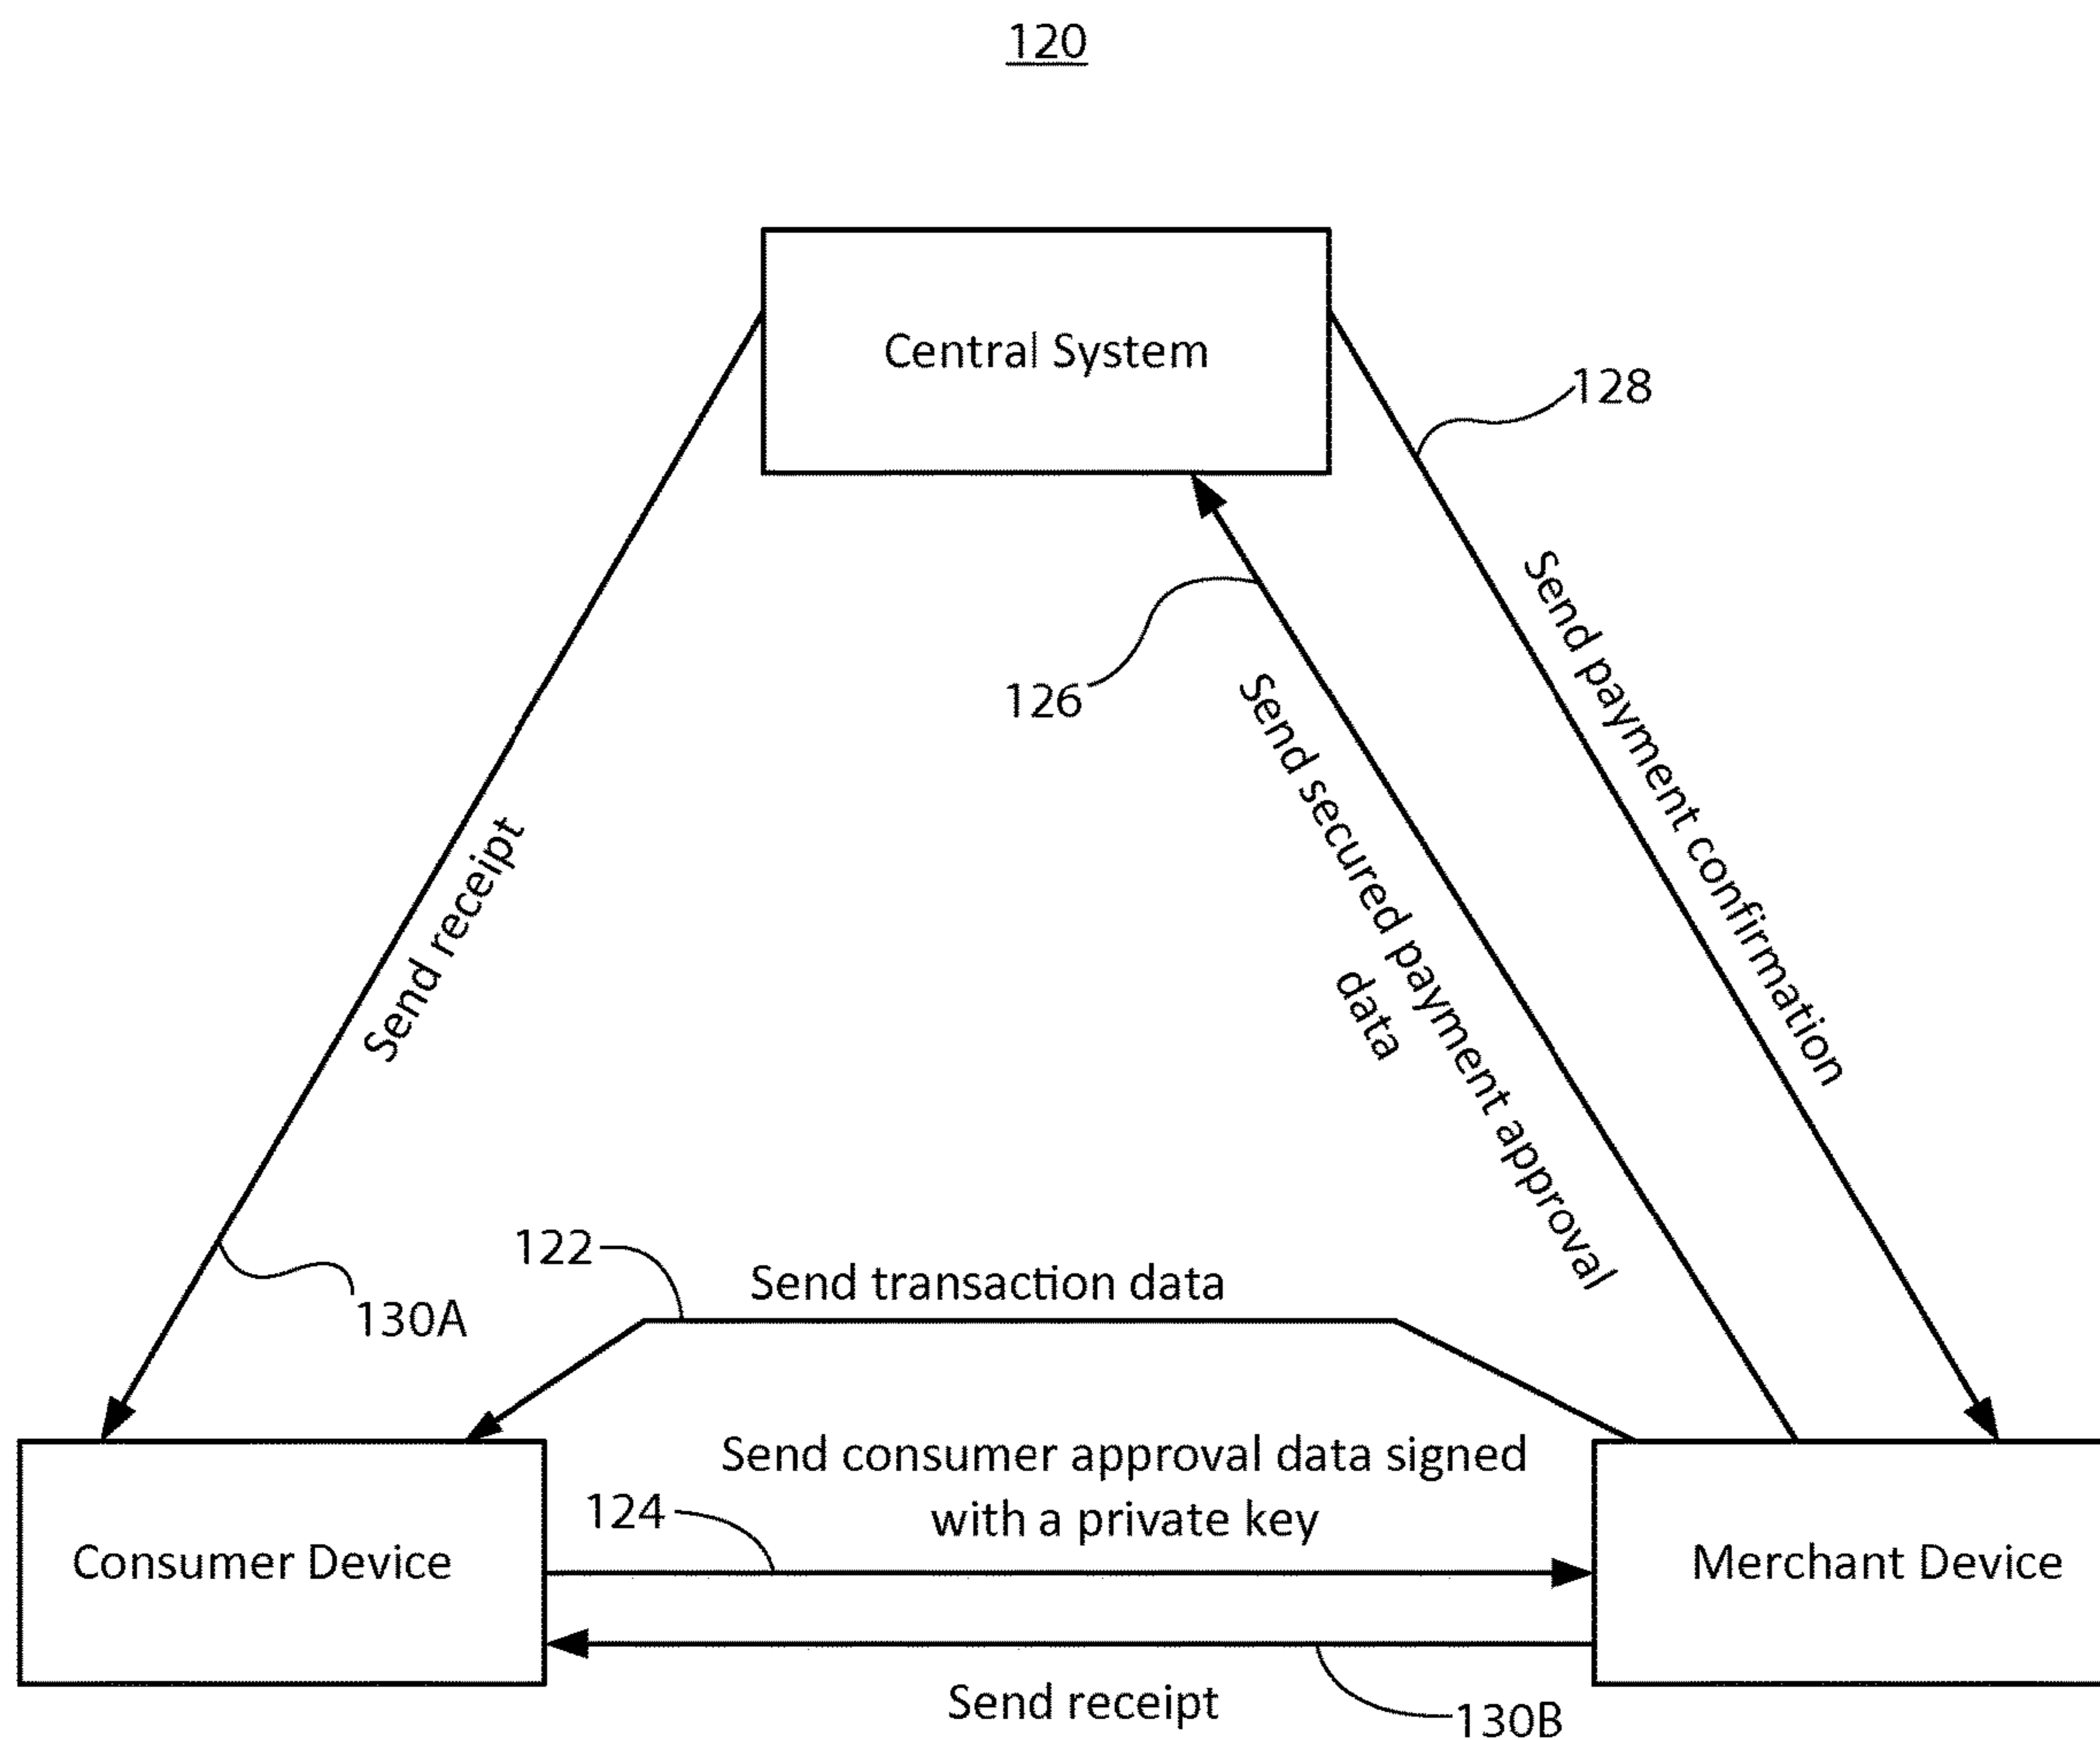 120
Central System
128
Send payment confirmation
126
Send secured payment approval
data
Send receipt
130A
122
Send transaction data
Send consumer approval data signed
with a private key
124
Consumer Device
Merchant Device
Send receipt
130B